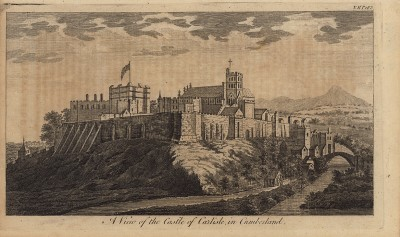 A View of the Castle of Carlisle, in Cumberland.